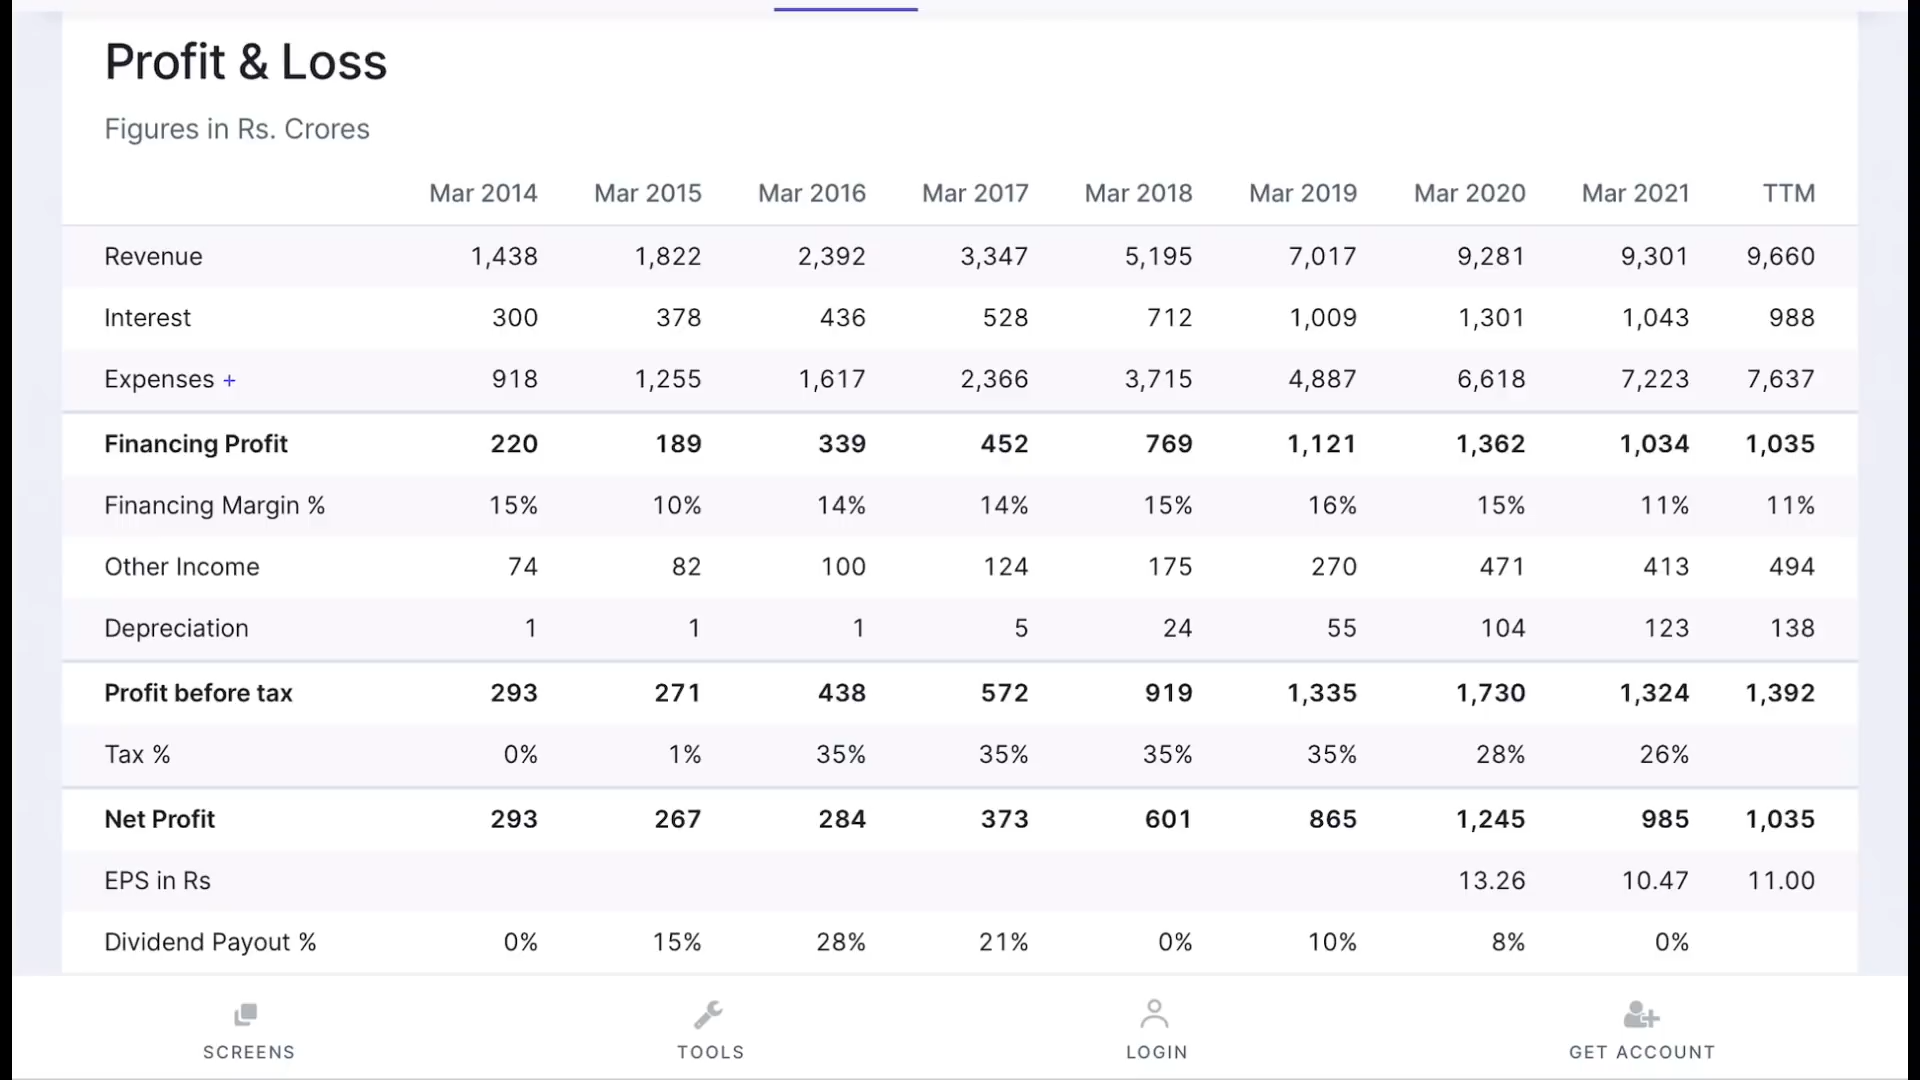 Profit & Loss
Figures in Rs. Crores
Mar 2014 Mar 2015 Mar 2016 Mar 2017 Mar 2018 Mar 2019 Mar 2020 Mar 2021 TTM
Revenue 1,438 1,822 2,392 3,347 5,195 7,017 9,281 9,301 9,660
Interest 300 378 436 528 712 1,009 1,301 1,043 988
Expenses + 918 1,255 1,617 2,366 3,715 4,887 6,618 7,223 7,637
Financing Profit 220 189 339 452 769 1,121 1,362 1,034 1,035
Financing Margin % 15% 10% 14% 14% 15% 16% 15% 11% 11%
Other Income 74 82 100 124 175 270 471 413 494
Depreciation 1 1 1 5 24 55 104 123 138
Profit before tax 293 271 438 572 919 1,335 1,730 1,324 1,392
Tax % 0% 1% 35% 35% 35% 35% 28% 26%
Net Profit 293 267 284 373 601 865 1,245 985 1,035
EPS in Rs 13.26 10.47 11.00
Dividend Payout % 0% 15% 28% 21% 0% 10% 8% 0%
SCREENS TOOLS LOGIN GET ACCOUNT